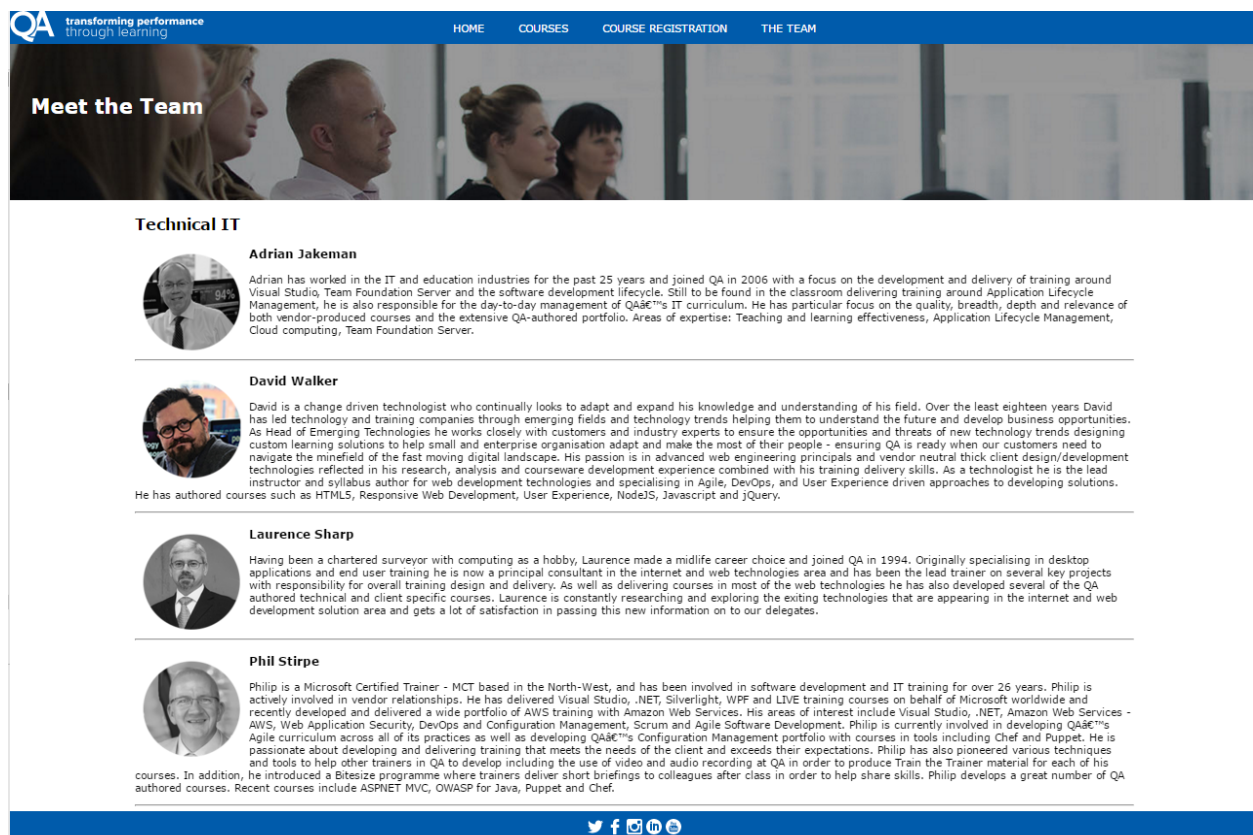 QA transforming performance
through learning
HOME COURSES COURSE REGISTRATION THE TEAM
Meet the Team
Technical IT
Adrian Jakeman
Adrian has worked in the IT and education industries for the past 25 years and joined QA in 2006 with a focus on the development and delivery of training around
Visual Studio, Team Foundation Server and the software development lifecycle. Still to be found in the classroom delivering training around Application Lifecycle
Management, he is also responsible for the day-to-day management of QAâ€™s IT curriculum. He has particular focus on the quality, breadth, depth and relevance of
both vendor-produced courses and the extensive QA-authored portfolio. Areas of expertise: Teaching and learning effectiveness, Application Lifecycle Management,
Cloud computing, Team Foundation Server.
94%
David Walker
David is a change driven technologist who continually looks to adapt and expand his knowledge and understanding of his field. Over the least eighteen years David
has led technology and training companies through emerging fields and technology trends helping them to understand the future and develop business opportunities.
As Head of Emerging Technologies he works closely with customers and industry experts to ensure the opportunities and threats of new technology trends designing
custom learning solutions to help small and enterprise organisation adapt and make the most of their people - ensuring QA is ready when our customers need to
navigate the minefield of the fast moving digital landscape. His passion is in advanced web engineering principals and vendor neutral thick client design/development
technologies reflected in his research, analysis and courseware development experience combined with his training delivery skills. As a technologist he is the lead
instructor and syllabus author for web development technologies and specialising in Agile, DevOps, and User Experience driven approaches to developing solutions.
He has authored courses such as HTML5, Responsive Web Development, User Experience, NodeJS, Javascript and jQuery.
Laurence Sharp
Having been a chartered surveyor with computing as a hobby, Laurence made a midlife career choice and joined QA in 1994. Originally specialising in desktop
applications and end user training he is now a principal consultant in the internet and web technologies area and has been the lead trainer on several key projects
with responsibility for overall training design and delivery. As well as delivering courses in most of the web technologies he has also developed several of the QA
authored technical and client specific courses. Laurence is constantly researching and exploring the exiting technologies that are appearing in the internet and web
development solution area and gets a lot of satisfaction in passing this new information on to our delegates.
Phil Stirpe
Philip is a Microsoft Certified Trainer - MCT based in the North-West, and has been involved in software development and IT training for over 26 years. Philip is
actively involved in vendor relationships. He has delivered Visual Studio, .NET, Silverlight, WPF and LIVE training courses on behalf of Microsoft worldwide and
recently developed and delivered a wide portfolio of AWS training with Amazon Web Services. His areas of interest include Visual Studio, .NET, Amazon Web Services -
AWS, Web Application Security, DevOps and Configuration Management, Scrum and Agile Software Development. Philip is currently involved in developing QAâ€™s
Agile curriculum across all of its practices as well as developing QAâ€™s Configuration Management portfolio with courses in tools including Chef and Puppet. He is
passionate about developing and delivering training that meets the needs of the client and exceeds their expectations. Philip has also pioneered various techniques
and tools to help other trainers in QA to develop including the use of video and audio recording at QA in order to produce Train the Trainer material for each of his
courses. In addition, he introduced a Bitesize programme where trainers deliver short briefings to colleagues after class in order to help share skills. Philip develops a great number of QA
authored courses. Recent courses include ASPNET MVC, OWASP for Java, Puppet and Chef.